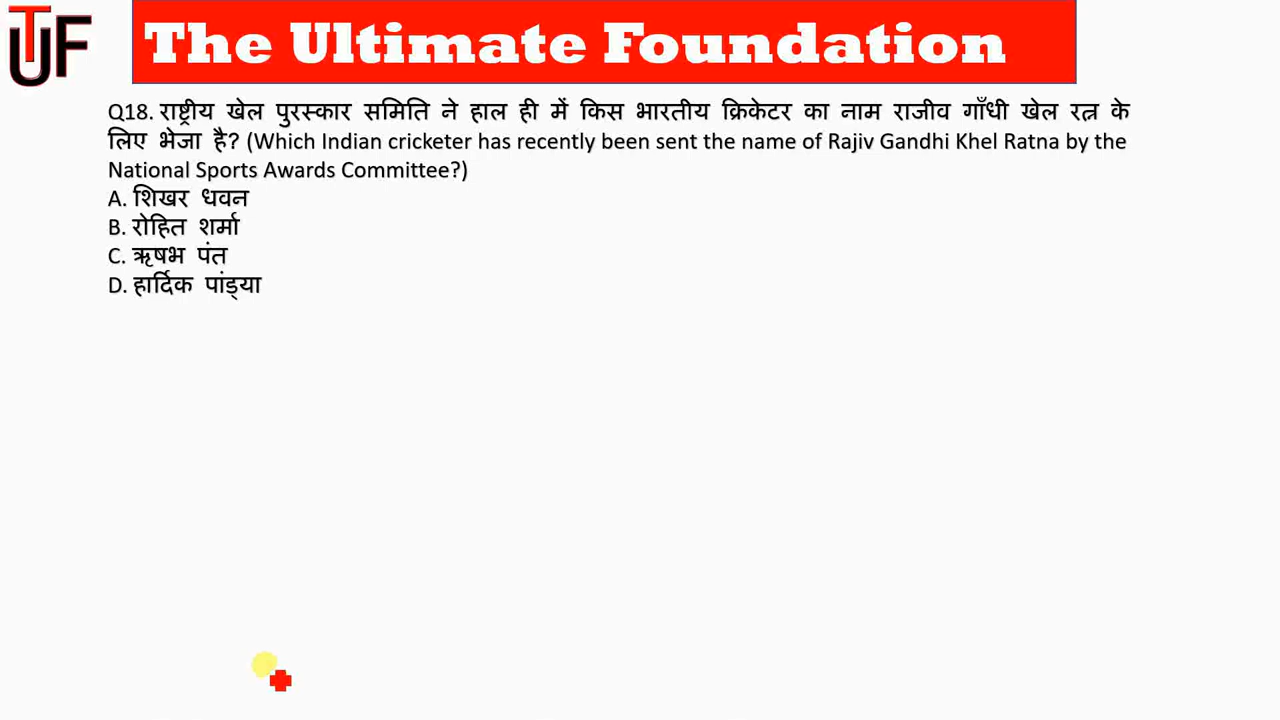 TUF
The Ultimate Foundation
Q18. राष्ट्रीय खेल पुरस्कार समिति ने हाल ही में किस भारतीय क्रिकेटर का नाम राजीव गाँधी खेल रत्न के
लिए भेजा है? (Which Indian cricketer has recently been sent the name of Rajiv Gandhi Khel Ratna by the
National Sports Awards Committee?)
A. शिखर धवन
B. रोहित शर्मा
C. ऋषभ पंत
D. हार्दिक पांड्या